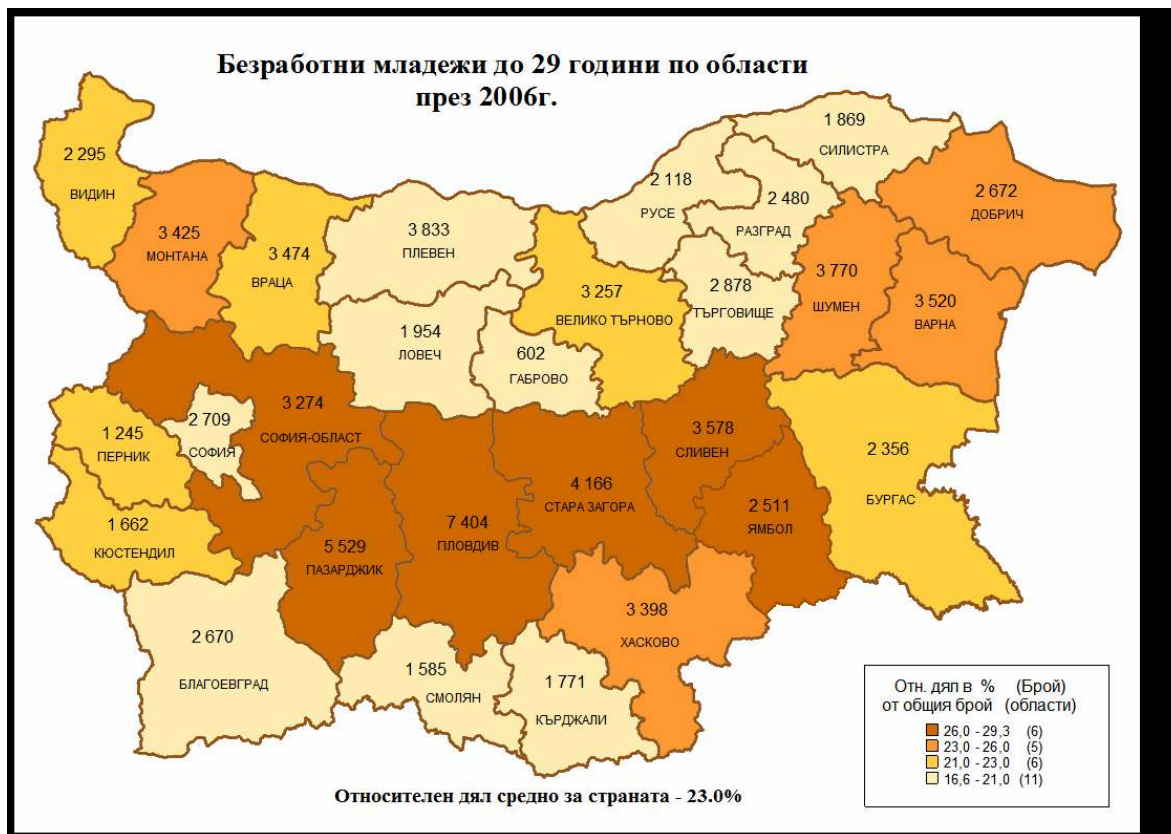 Безработни младежи до 29 години по области
през 2006г.
2 295
ВИДИН
3 425
МОНТАНА
3 474
ВРАЦА
3 833
ПЛЕВЕН
1 954
ЛОВЕЧ
602
ГАБРОВО
3 257
ВЕЛИКО ТЪРНОВО
2 118
РУСЕ
1 869
СИЛИСТРА
2 480
РАЗГРАД
2 878
ТЪРГОВИЩЕ
3 770
ШУМЕН
2 672
ДОБРИЧ
3 520
ВАРНА
1 245
ПЕРНИК
2 709
СОФИЯ
3 274
СОФИЯ-ОБЛАСТ
1 662
КЮСТЕНДИЛ
5 529
ПАЗАРДЖИК
7 404
ПЛОВДИВ
4 166
СТАРА ЗАГОРА
3 578
СЛИВЕН
2 511
ЯМБОЛ
2 356
БУРГАС
2 670
БЛАГОЕВГРАД
1 585
СМОЛЯН
1 771
КЪРДЖАЛИ
3 398
ХАСКОВО
Отн. дял в % (Брой)
от общия брой (области)
26,0 - 29,3 (6)
23,0 - 26,0 (5)
21,0 - 23,0 (6)
16,6 - 21,0 (11)
Относителен дял средно за страната - 23.0%